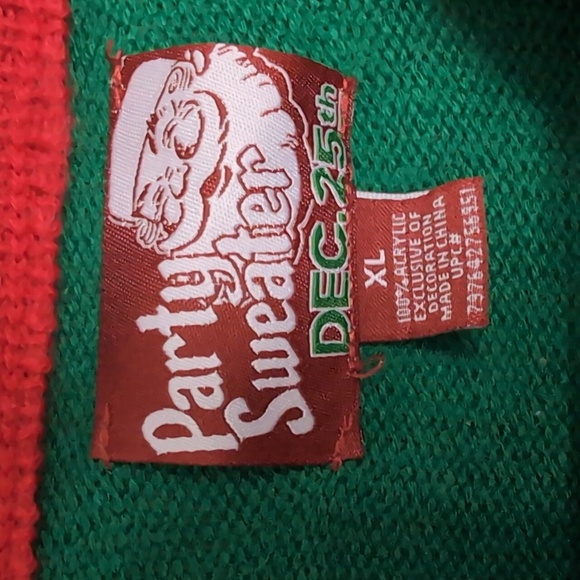 Party
Sweater
DEC. 25th
XL
100% ACRYLIC
EXCLUSIVE OF
DECORATION
MADE IN CHINA
UPC#